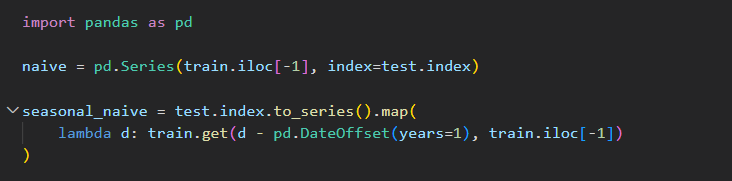 import pandas as pd
naive = pd.Series(train.iloc[-1], index=test.index)
seasonal_naive = test.index.to_series().map(
    lambda d: train.get(d - pd.DateOffset(years=1), train.iloc[-1])
)